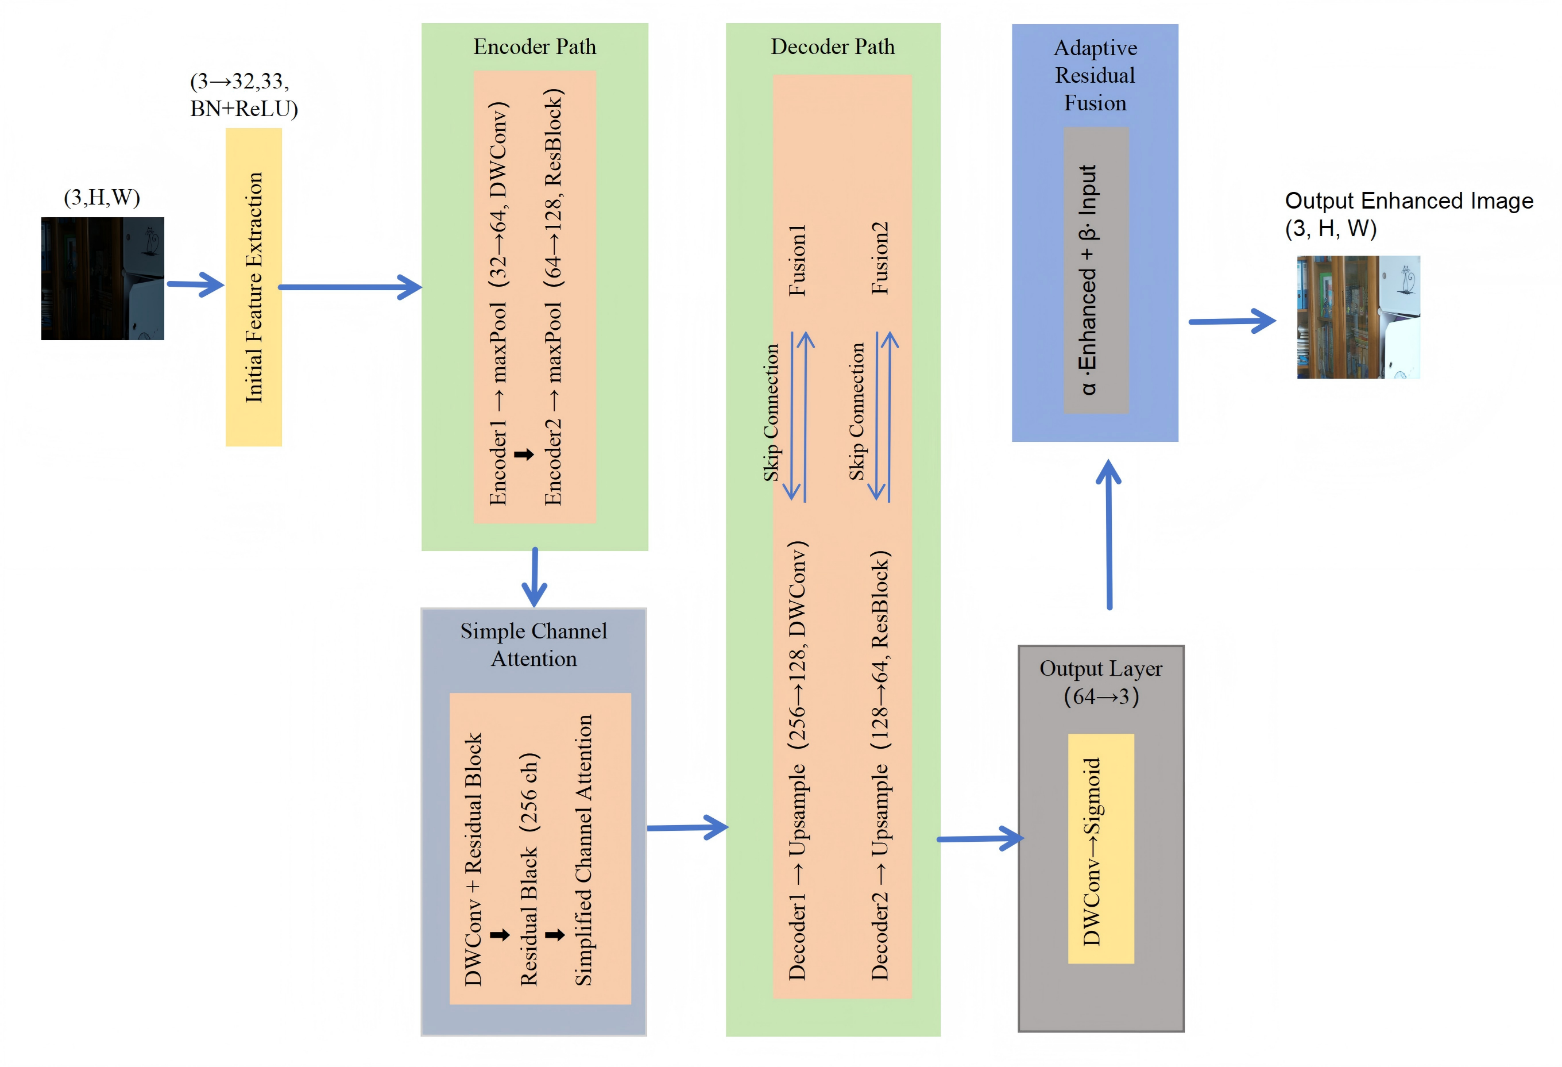 (3,H,W)
(3→32,33,
BN+ReLU)
Initial Feature Extraction
Encoder Path
Encoder1 → maxPool (32→64, DWConv)
Encoder2 → maxPool (64→128, ResBlock)
Simple Channel
Attention
DWConv + Residual Block
Residual Black (256 ch)
Simplified Channel Attention
Decoder Path
Decoder1 → Upsample (256→128, DWConv)
Skip Connection
Fusion1
Decoder2 → Upsample (128→64, ResBlock)
Skip Connection
Fusion2
Output Layer
(64→3)
DWConv→Sigmoid
Adaptive
Residual
Fusion
α ·Enhanced + β· Input
Output Enhanced Image
(3, H, W)